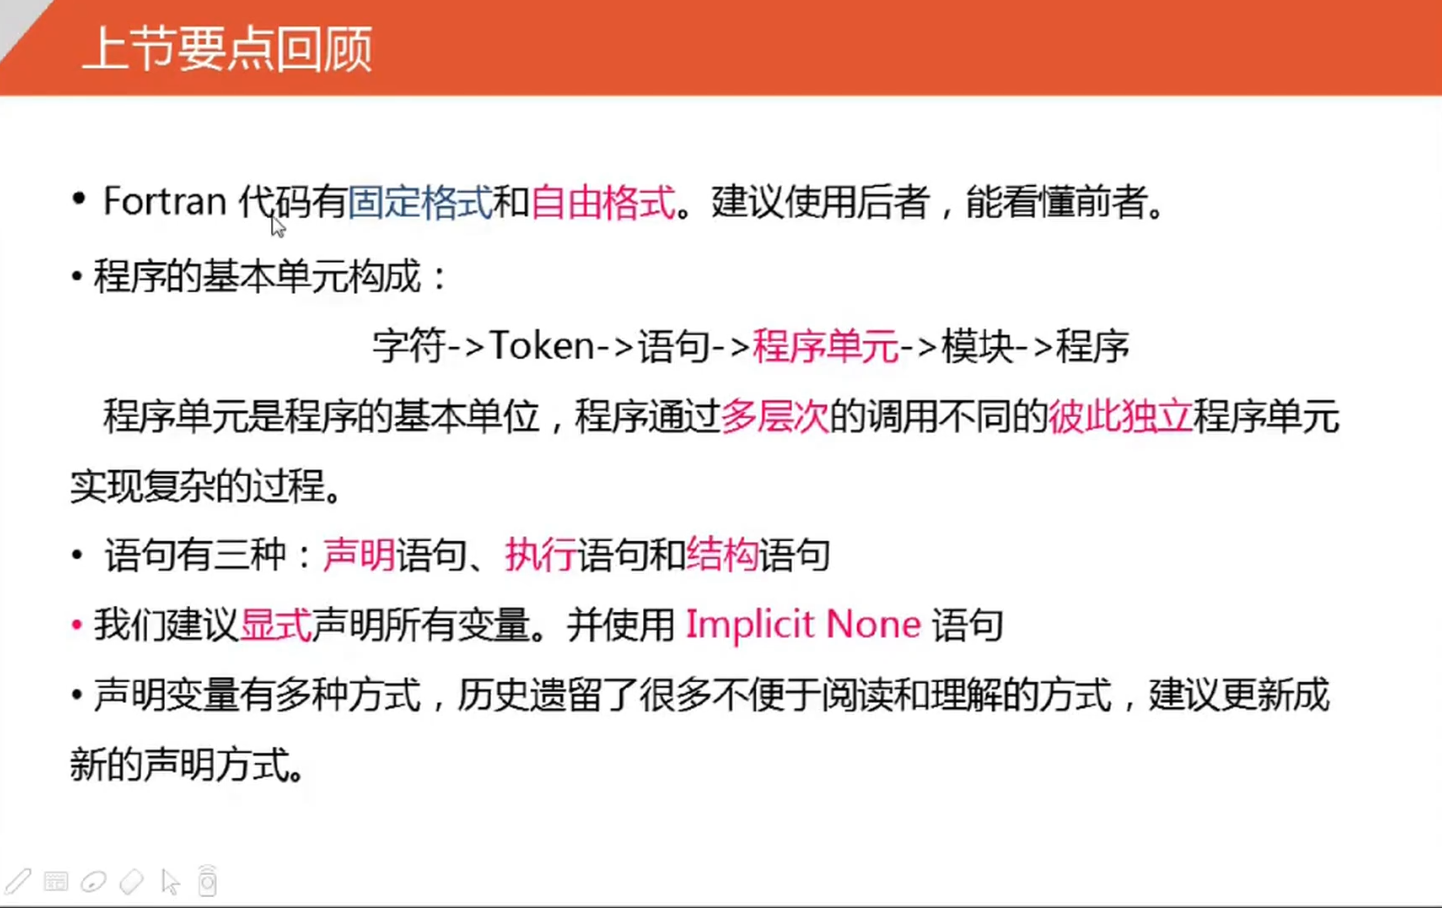 上节要点回顾
• Fortran 代码有固定格式和自由格式。建议使用后者，能看懂前者。
• 程序的基本单元构成：
字符->Token->语句->程序单元->模块->程序
程序单元是程序的基本单位，程序通过多层次的调用不同的彼此独立程序单元
实现复杂的过程。
• 语句有三种：声明语句、执行语句和结构语句
• 我们建议显式声明所有变量。并使用 Implicit None 语句
• 声明变量有多种方式，历史遗留了很多不便于阅读和理解的方式，建议更新成
新的声明方式。